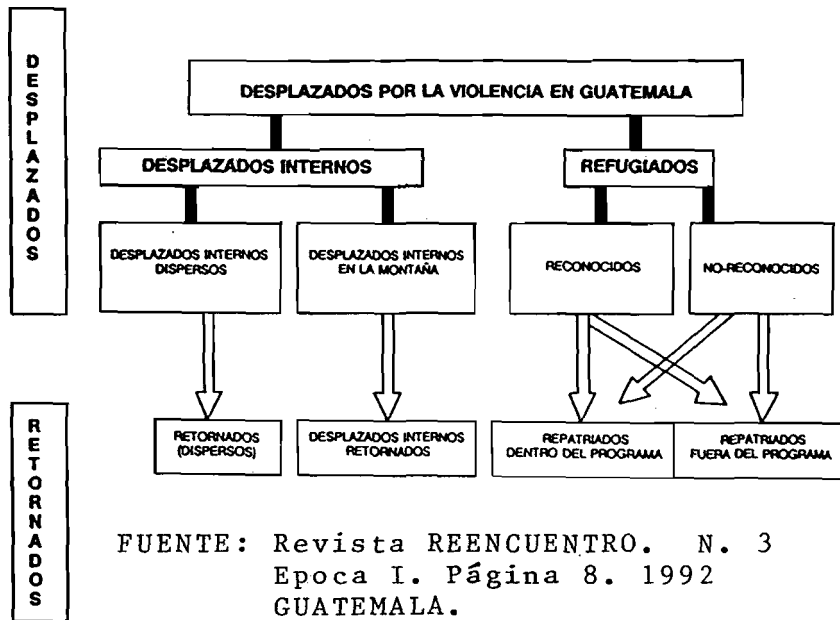 DESPLAZADOS
DESPLAZADOS POR LA VIOLENCIA EN GUATEMALA
DESPLAZADOS INTERNOS
REFUGIADOS
DESPLAZADOS INTERNOS
DISPERSOS
DESPLAZADOS INTERNOS
EN LA MONTAÑA
RECONOCIDOS
NO-RECONOCIDOS
RETORNADOS
RETORNADOS
(DISPERSOS)
DESPLAZADOS INTERNOS
RETORNADOS
REPATRIADOS
DENTRO DEL PROGRAMA
REPATRIADOS
FUERA DEL PROGRAMA
FUENTE: Revista REENCUENTRO. N. 3
Epoca I. Página 8. 1992
GUATEMALA.